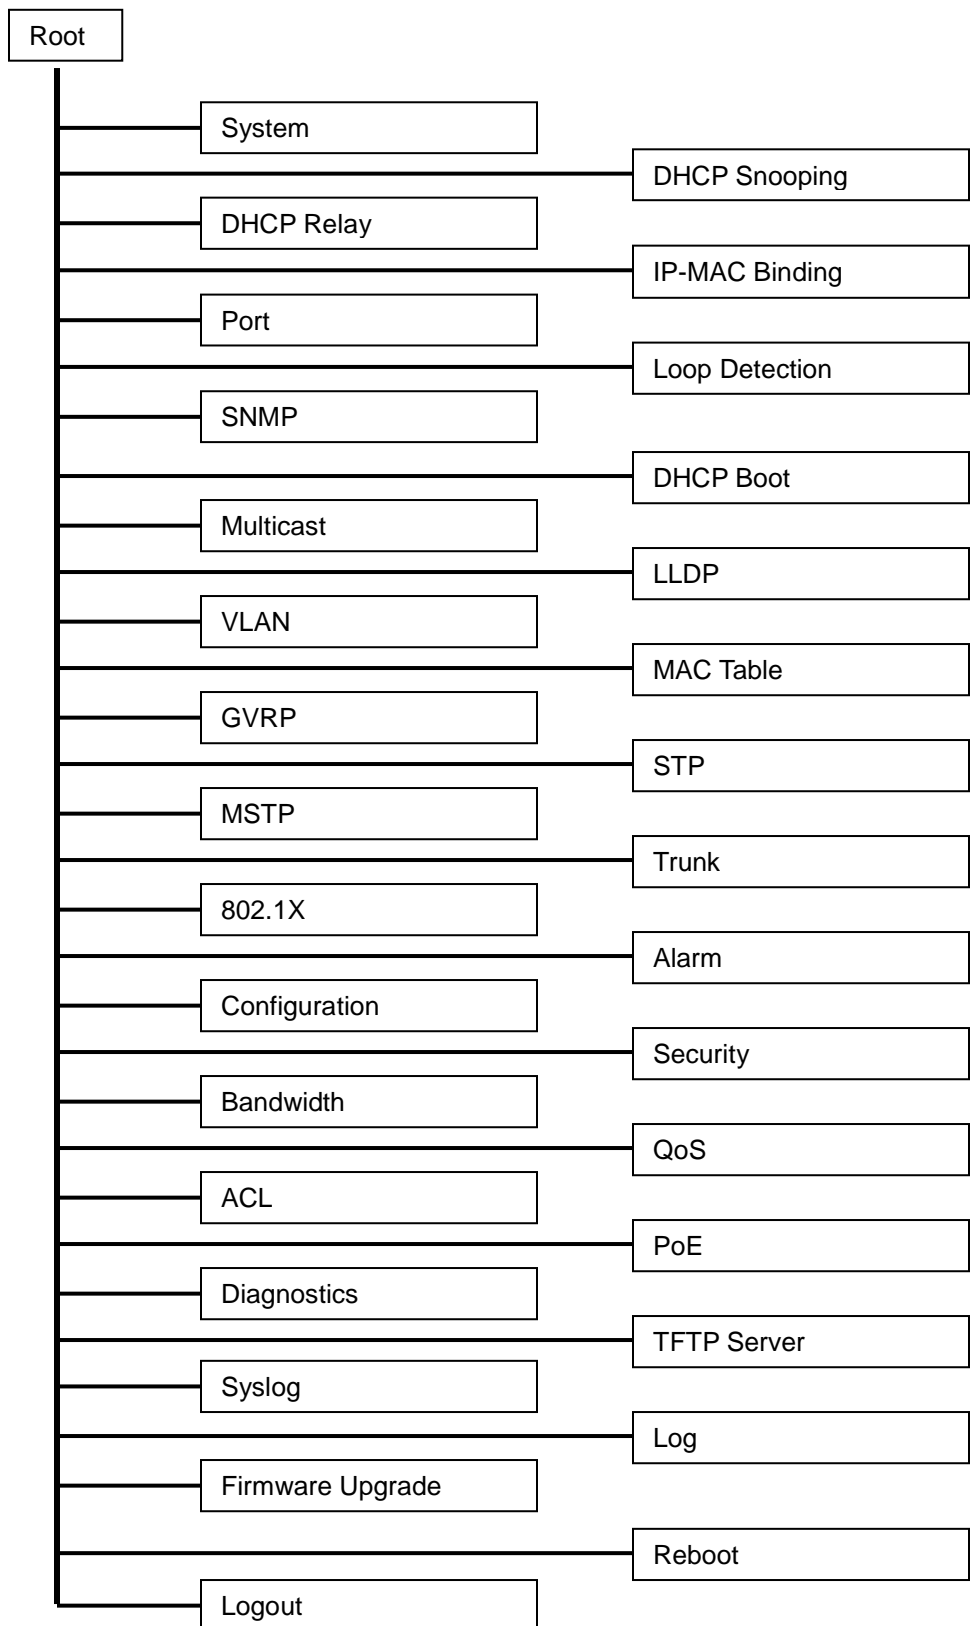 Root
System
DHCP Snooping
DHCP Relay
IP-MAC Binding
Port
Loop Detection
SNMP
DHCP Boot
Multicast
LLDP
VLAN
MAC Table
GVRP
STP
MSTP
Trunk
802.1X
Alarm
Configuration
Security
Bandwidth
QoS
ACL
PoE
Diagnostics
TFTP Server
Syslog
Log
Firmware Upgrade
Reboot
Logout